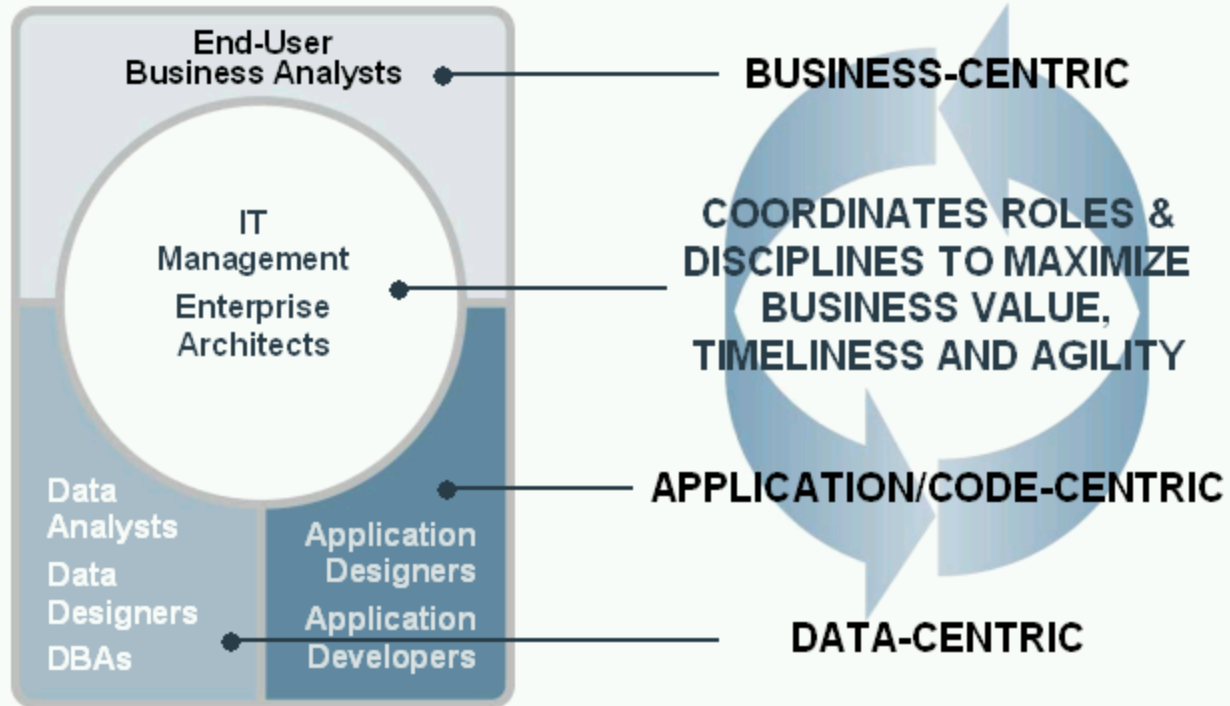 End-User
Business Analysts
BUSINESS-CENTRIC
IT
Management
Enterprise
Architects
COORDINATES ROLES &
DISCIPLINES TO MAXIMIZE
BUSINESS VALUE,
TIMELINESS AND AGILITY
Data
Analysts
Data
Designers
DBAs
Application
Designers
Application
Developers
APPLICATION/CODE-CENTRIC
DATA-CENTRIC